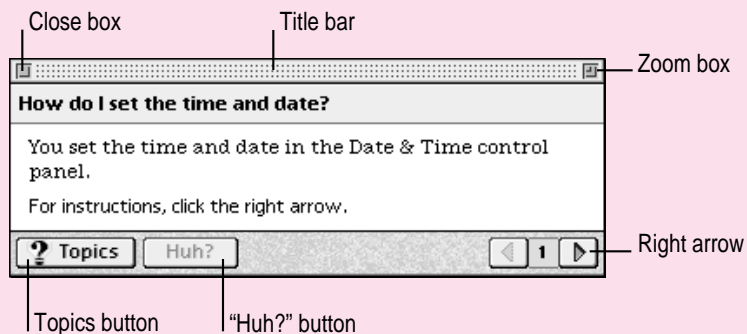 Close box
Title bar
Zoom box
How do I set the time and date?
You set the time and date in the Date & Time control
panel.
For instructions, click the right arrow.
? Topics
Huh?
1
Right arrow
Topics button
“Huh?” button